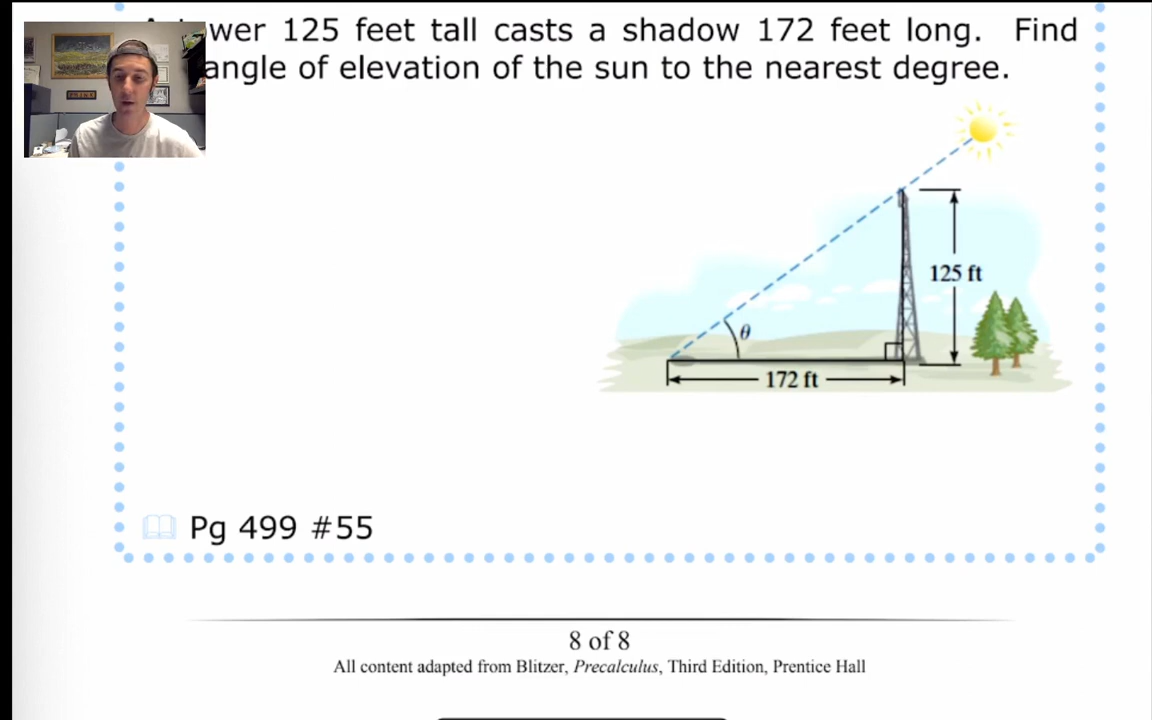 wer 125 feet tall casts a shadow 172 feet long. Find
angle of elevation of the sun to the nearest degree.
125 ft
θ
172 ft
Pg 499 #55
8 of 8
All content adapted from Blitzer, Precalculus, Third Edition, Prentice Hall